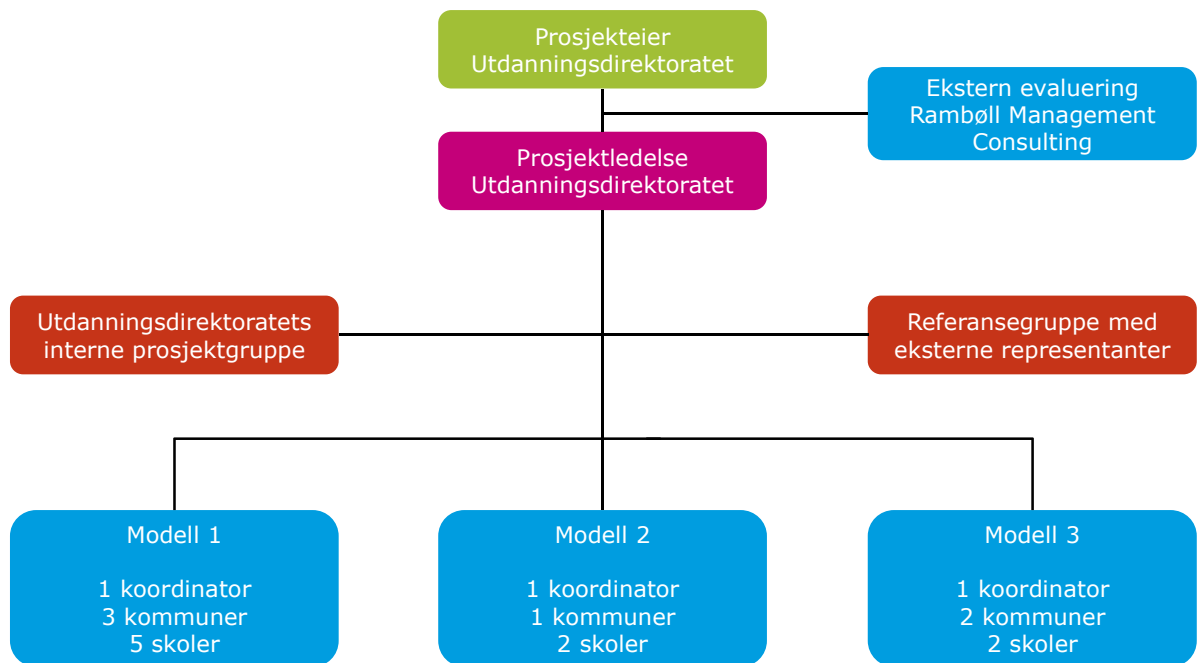 Prosjekteier
Utdanningsdirektoratet
Ekstern evaluering
Rambøll Management
Consulting
Prosjektledelse
Utdanningsdirektoratet
Utdanningsdirektoratets
interne prosjektgruppe
Referansegruppe med
eksterne representanter
Modell 1
1 koordinator
3 kommuner
5 skoler
Modell 2
1 koordinator
1 kommuner
2 skoler
Modell 3
1 koordinator
2 kommuner
2 skoler